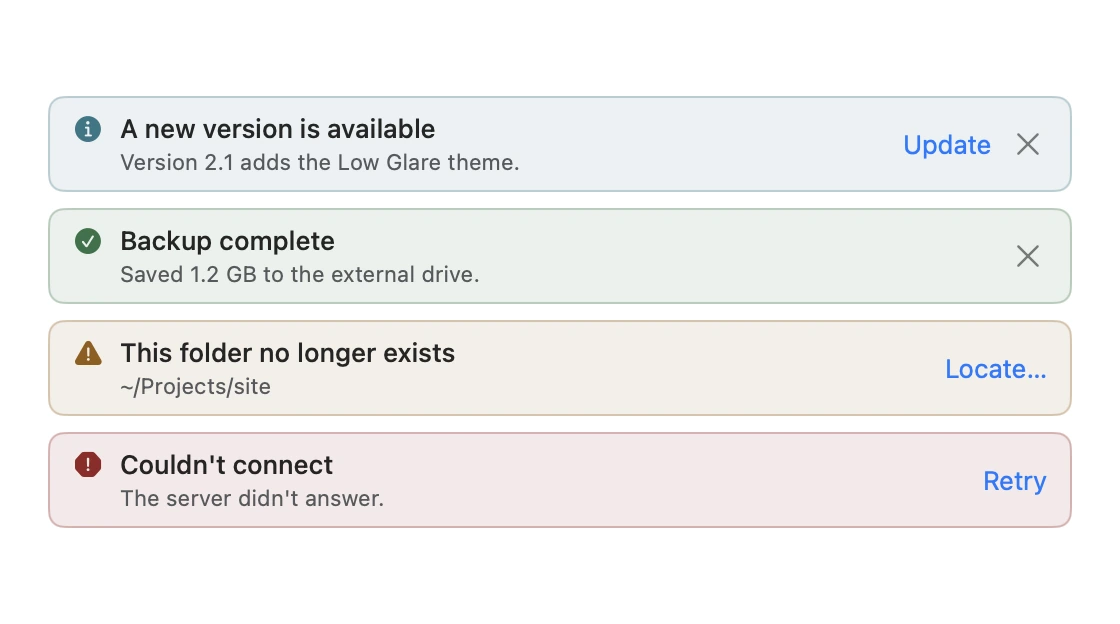 A new version is available
Version 2.1 adds the Low Glare theme.
Update
Backup complete
Saved 1.2 GB to the external drive.
This folder no longer exists
~/Projects/site
Locate...
Couldn't connect
The server didn't answer.
Retry